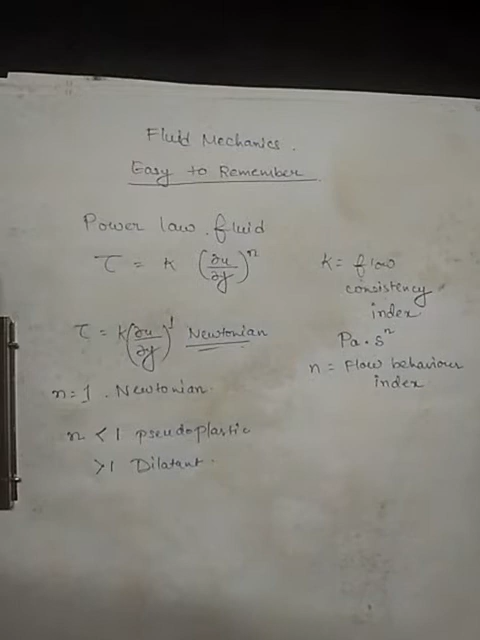 Fluid Mechanics.
Easy to Remember
Power law fluid
τ = K (∂u/∂y)^n
K = flow
consistency
index
Pa.s^n
n = Flow behaviour
index
τ = K(∂u/∂y)^1 Newtonian
n=1. Newtonian.
n < 1 pseudoplastic
>1 Dilatant.